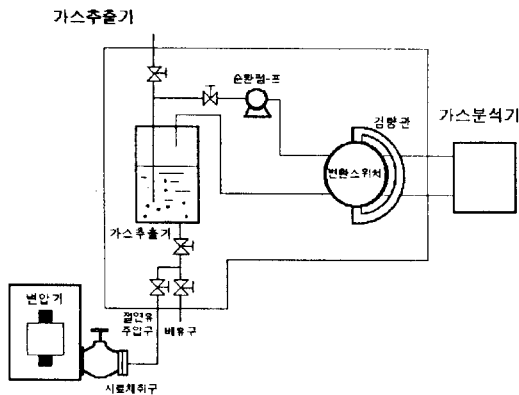 가스추출기
순환펌-프
검량관
가스분석기
변환스위치
가스추출기
변압기
절연유
주입구
배유구
시료채취구